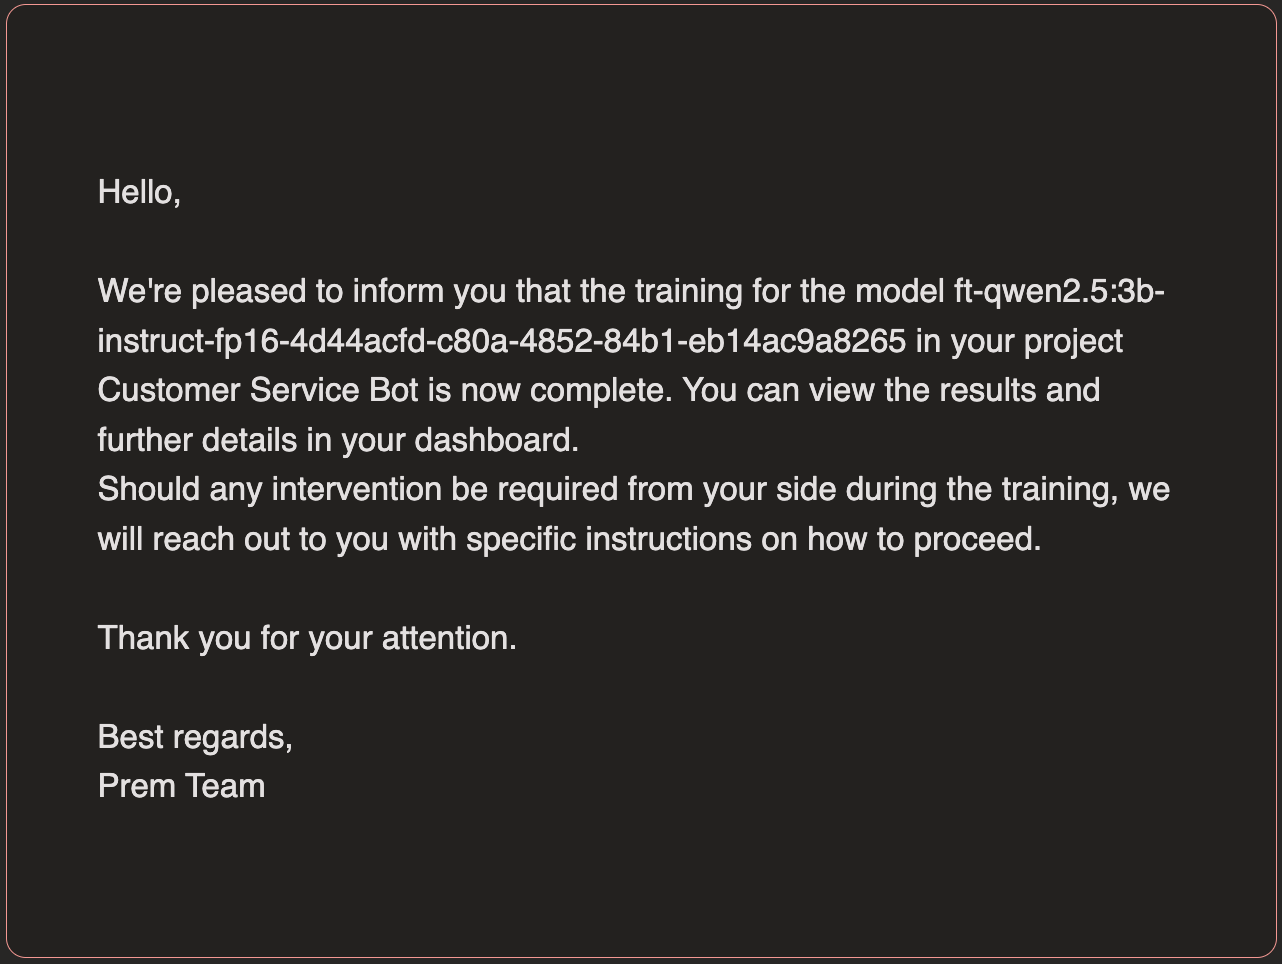 Hello,
We're pleased to inform you that the training for the model ft-qwen2.5:3b-
instruct-fp16-4d44acfd-c80a-4852-84b1-eb14ac9a8265 in your project
Customer Service Bot is now complete. You can view the results and
further details in your dashboard.
Should any intervention be required from your side during the training, we
will reach out to you with specific instructions on how to proceed.
Thank you for your attention.
Best regards,
Prem Team